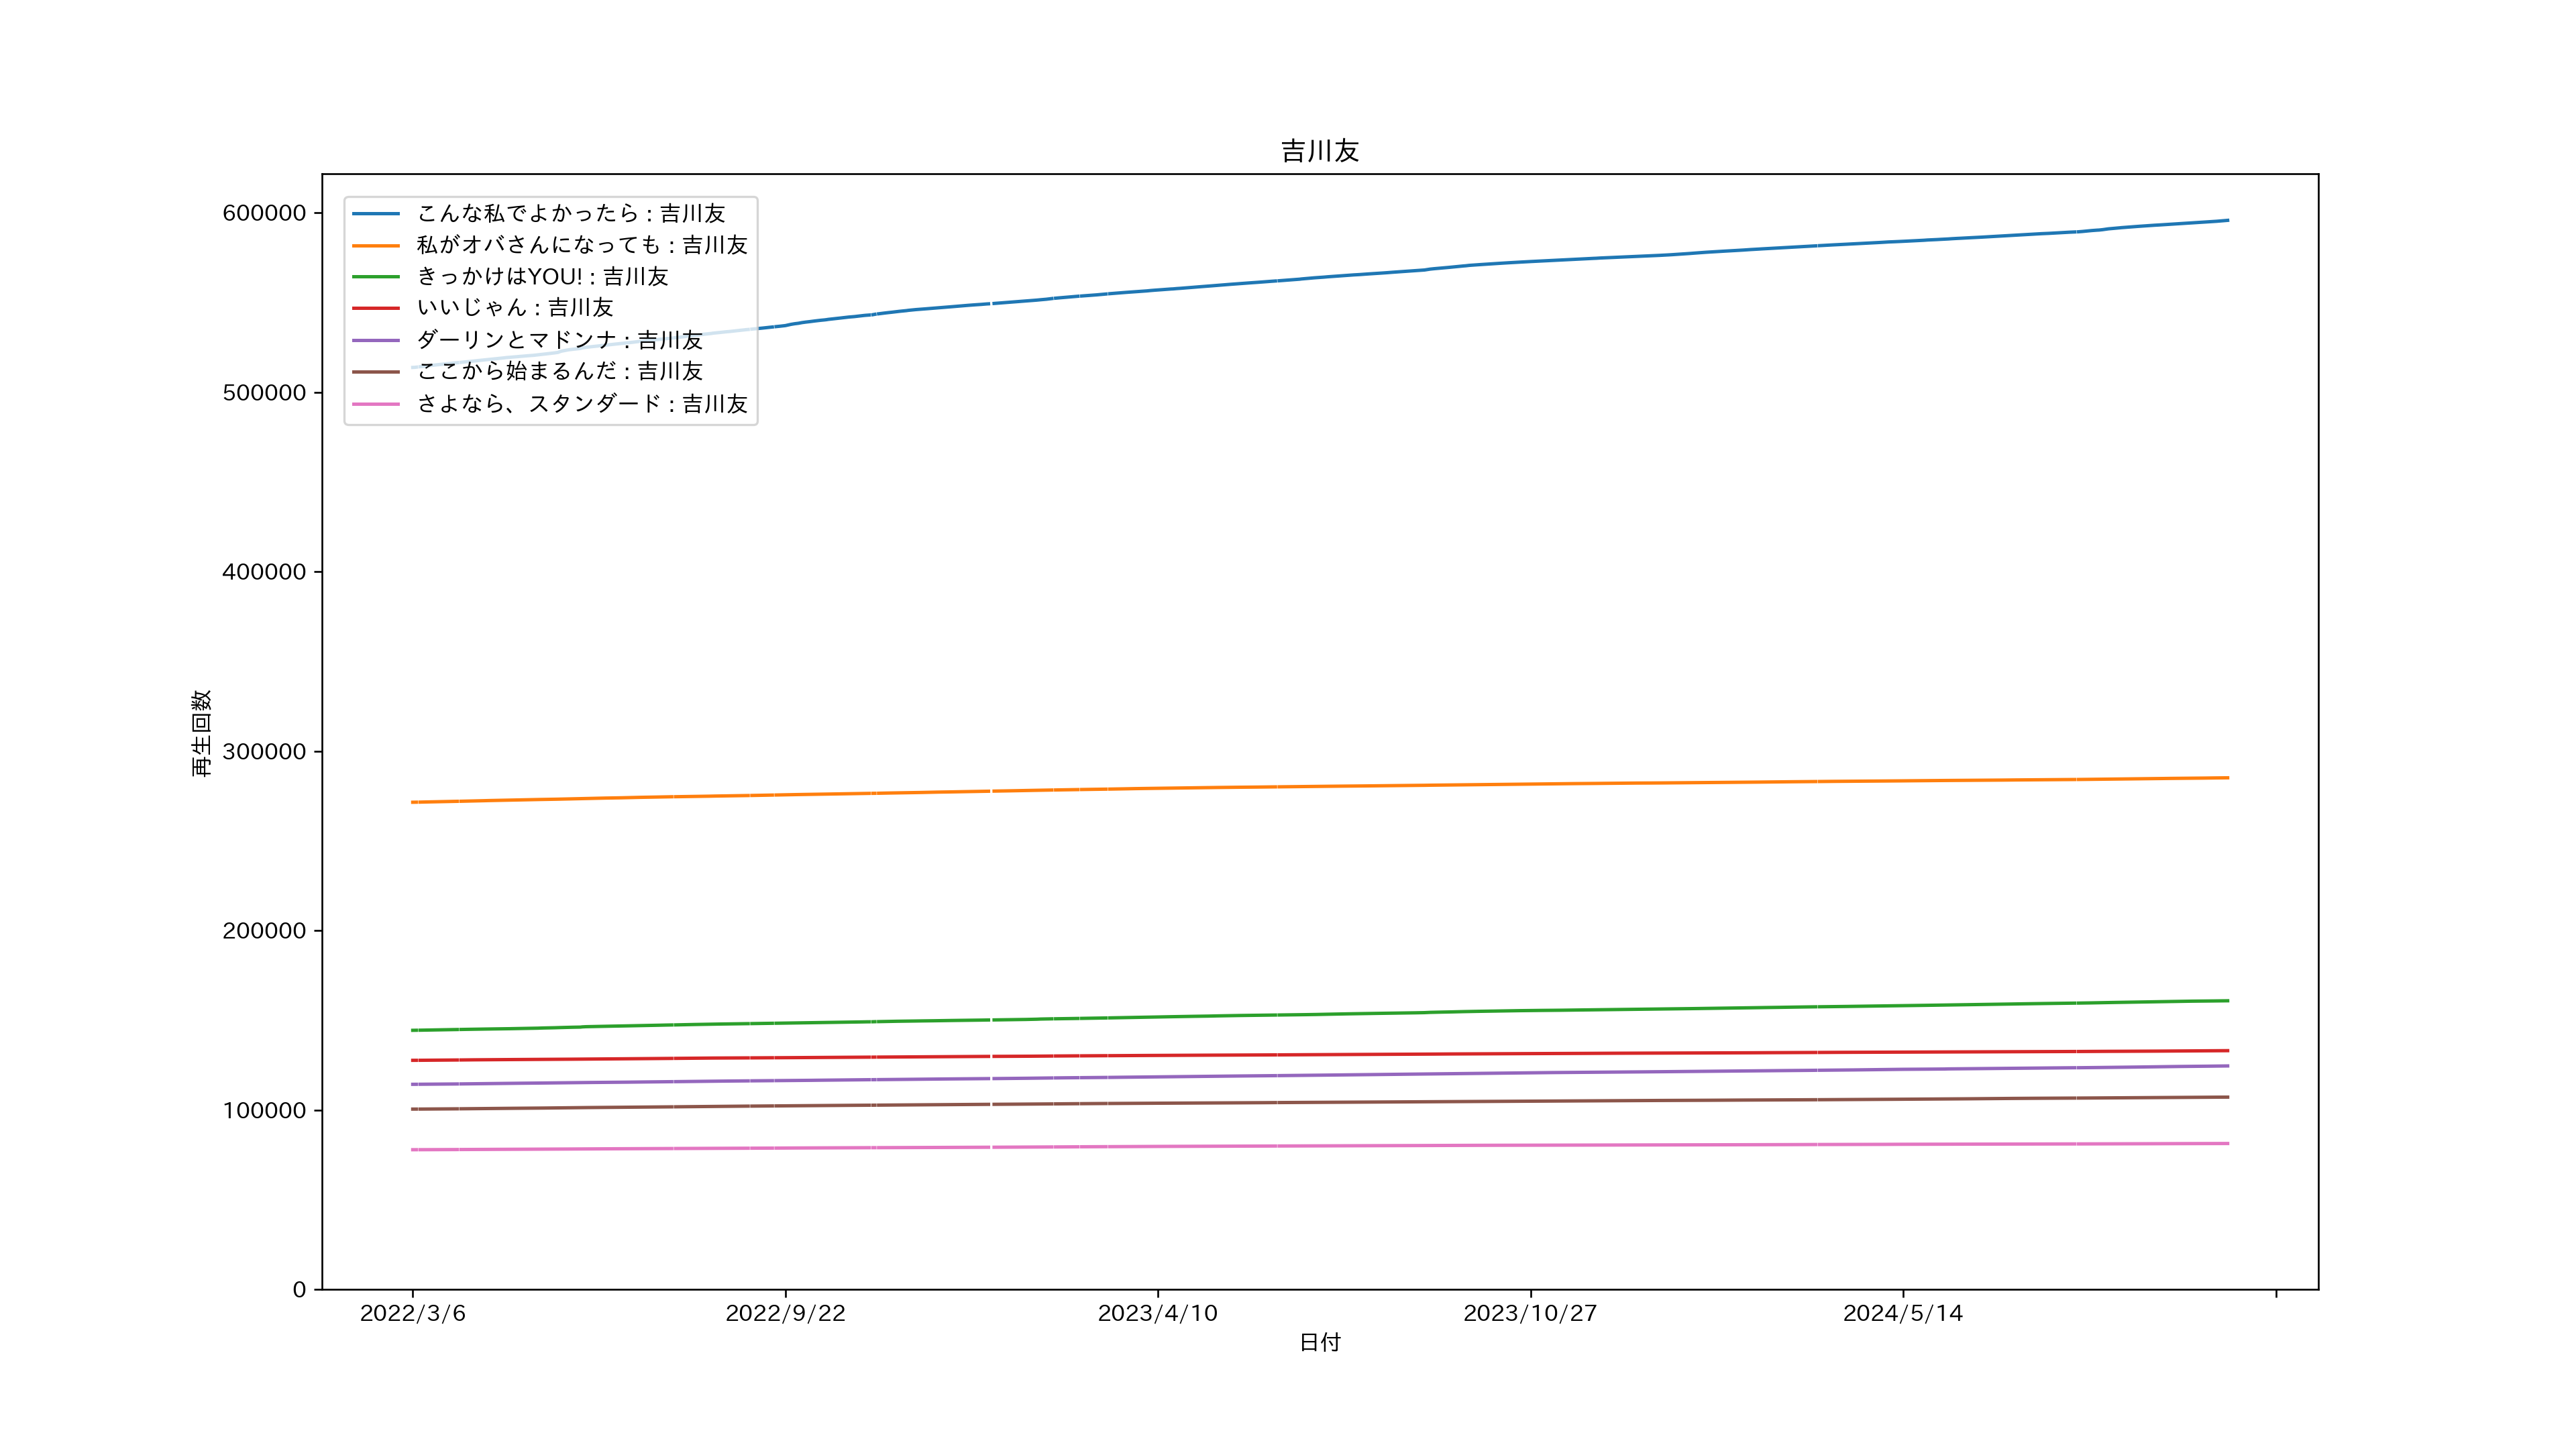 吉川友
こんな私でよかったら : 吉川友
私がオバさんになっても : 吉川友
きっかけはYOU! : 吉川友
いいじゃん : 吉川友
ダーリンとマドンナ : 吉川友
ここから始まるんだ : 吉川友
さよなら、スタンダード : 吉川友
再生回数
600000
500000
400000
300000
200000
100000
0
2022/3/6 2022/9/22 2023/4/10 2023/10/27 2024/5/14
日付